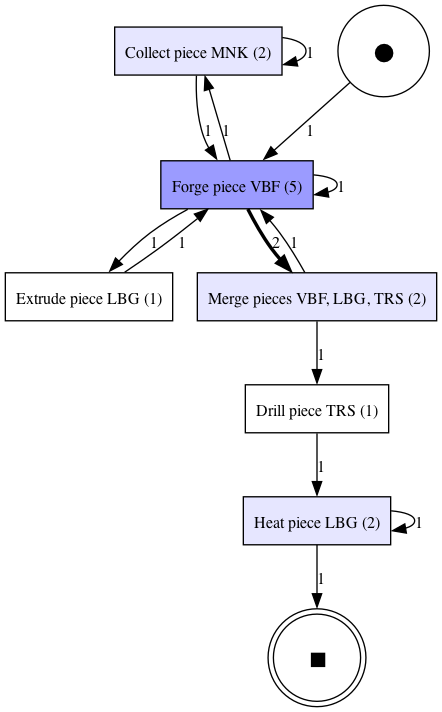 Collect piece MNK (2)
1
1
1
1
Forge piece VBF (5)
1
1
1
2
1
Extrude piece LBG (1)
Merge pieces VBF, LBG, TRS (2)
1
Drill piece TRS (1)
1
Heat piece LBG (2)
1
1